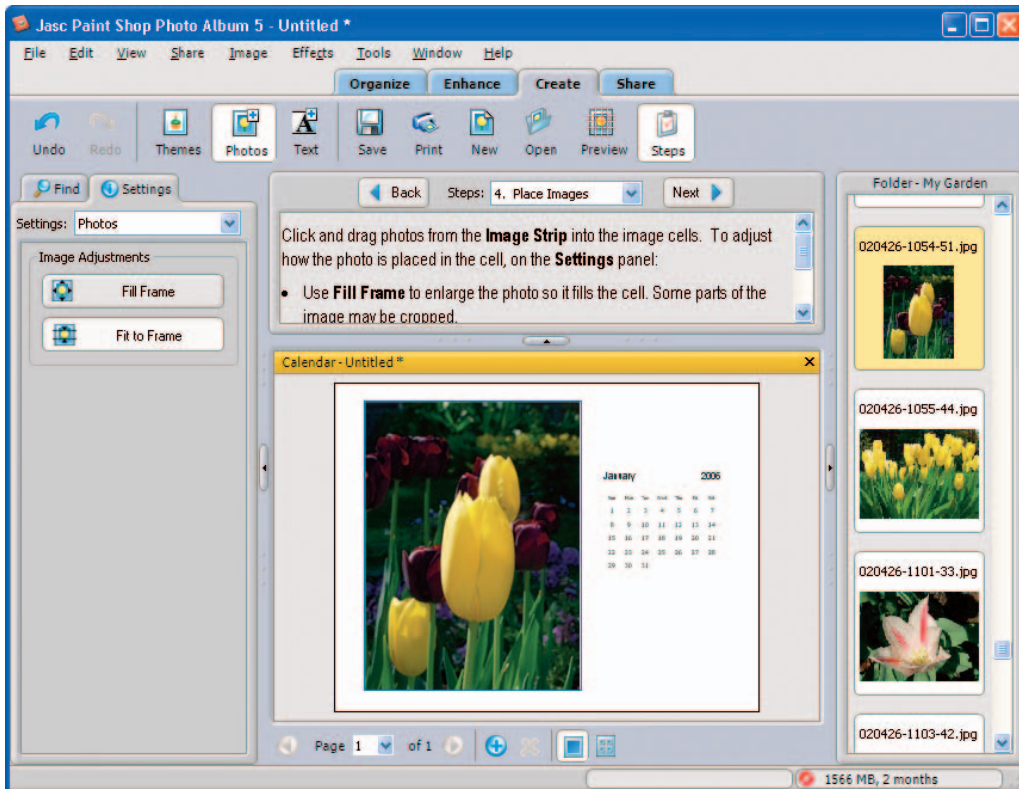 Jasc Paint Shop Photo Album 5 - Untitled *
File Edit View Share Image Effects Tools Window Help
Organize Enhance Create Share
Undo Redo Themes Photos Text Save Print New Open Preview Steps
Find Settings
Settings: Photos
Image Adjustments
Fill Frame
Fit to Frame
Back Steps: 4. Place Images Next
Click and drag photos from the Image Strip into the image cells. To adjust
how the photo is placed in the cell, on the Settings panel:
• Use Fill Frame to enlarge the photo so it fills the cell. Some parts of the
image may be cropped.
Calendar - Untitled *
January 2006
Sun Mon Tue Wed Thu Fri Sat
1 2 3 4 5 6 7
8 9 10 11 12 13 14
15 16 17 18 19 20 21
22 23 24 25 26 27 28
29 30 31
Page 1 of 1
Folder - My Garden
020426-1054-51.jpg
020426-1055-44.jpg
020426-1101-33.jpg
020426-1103-42.jpg
1566 MB, 2 months